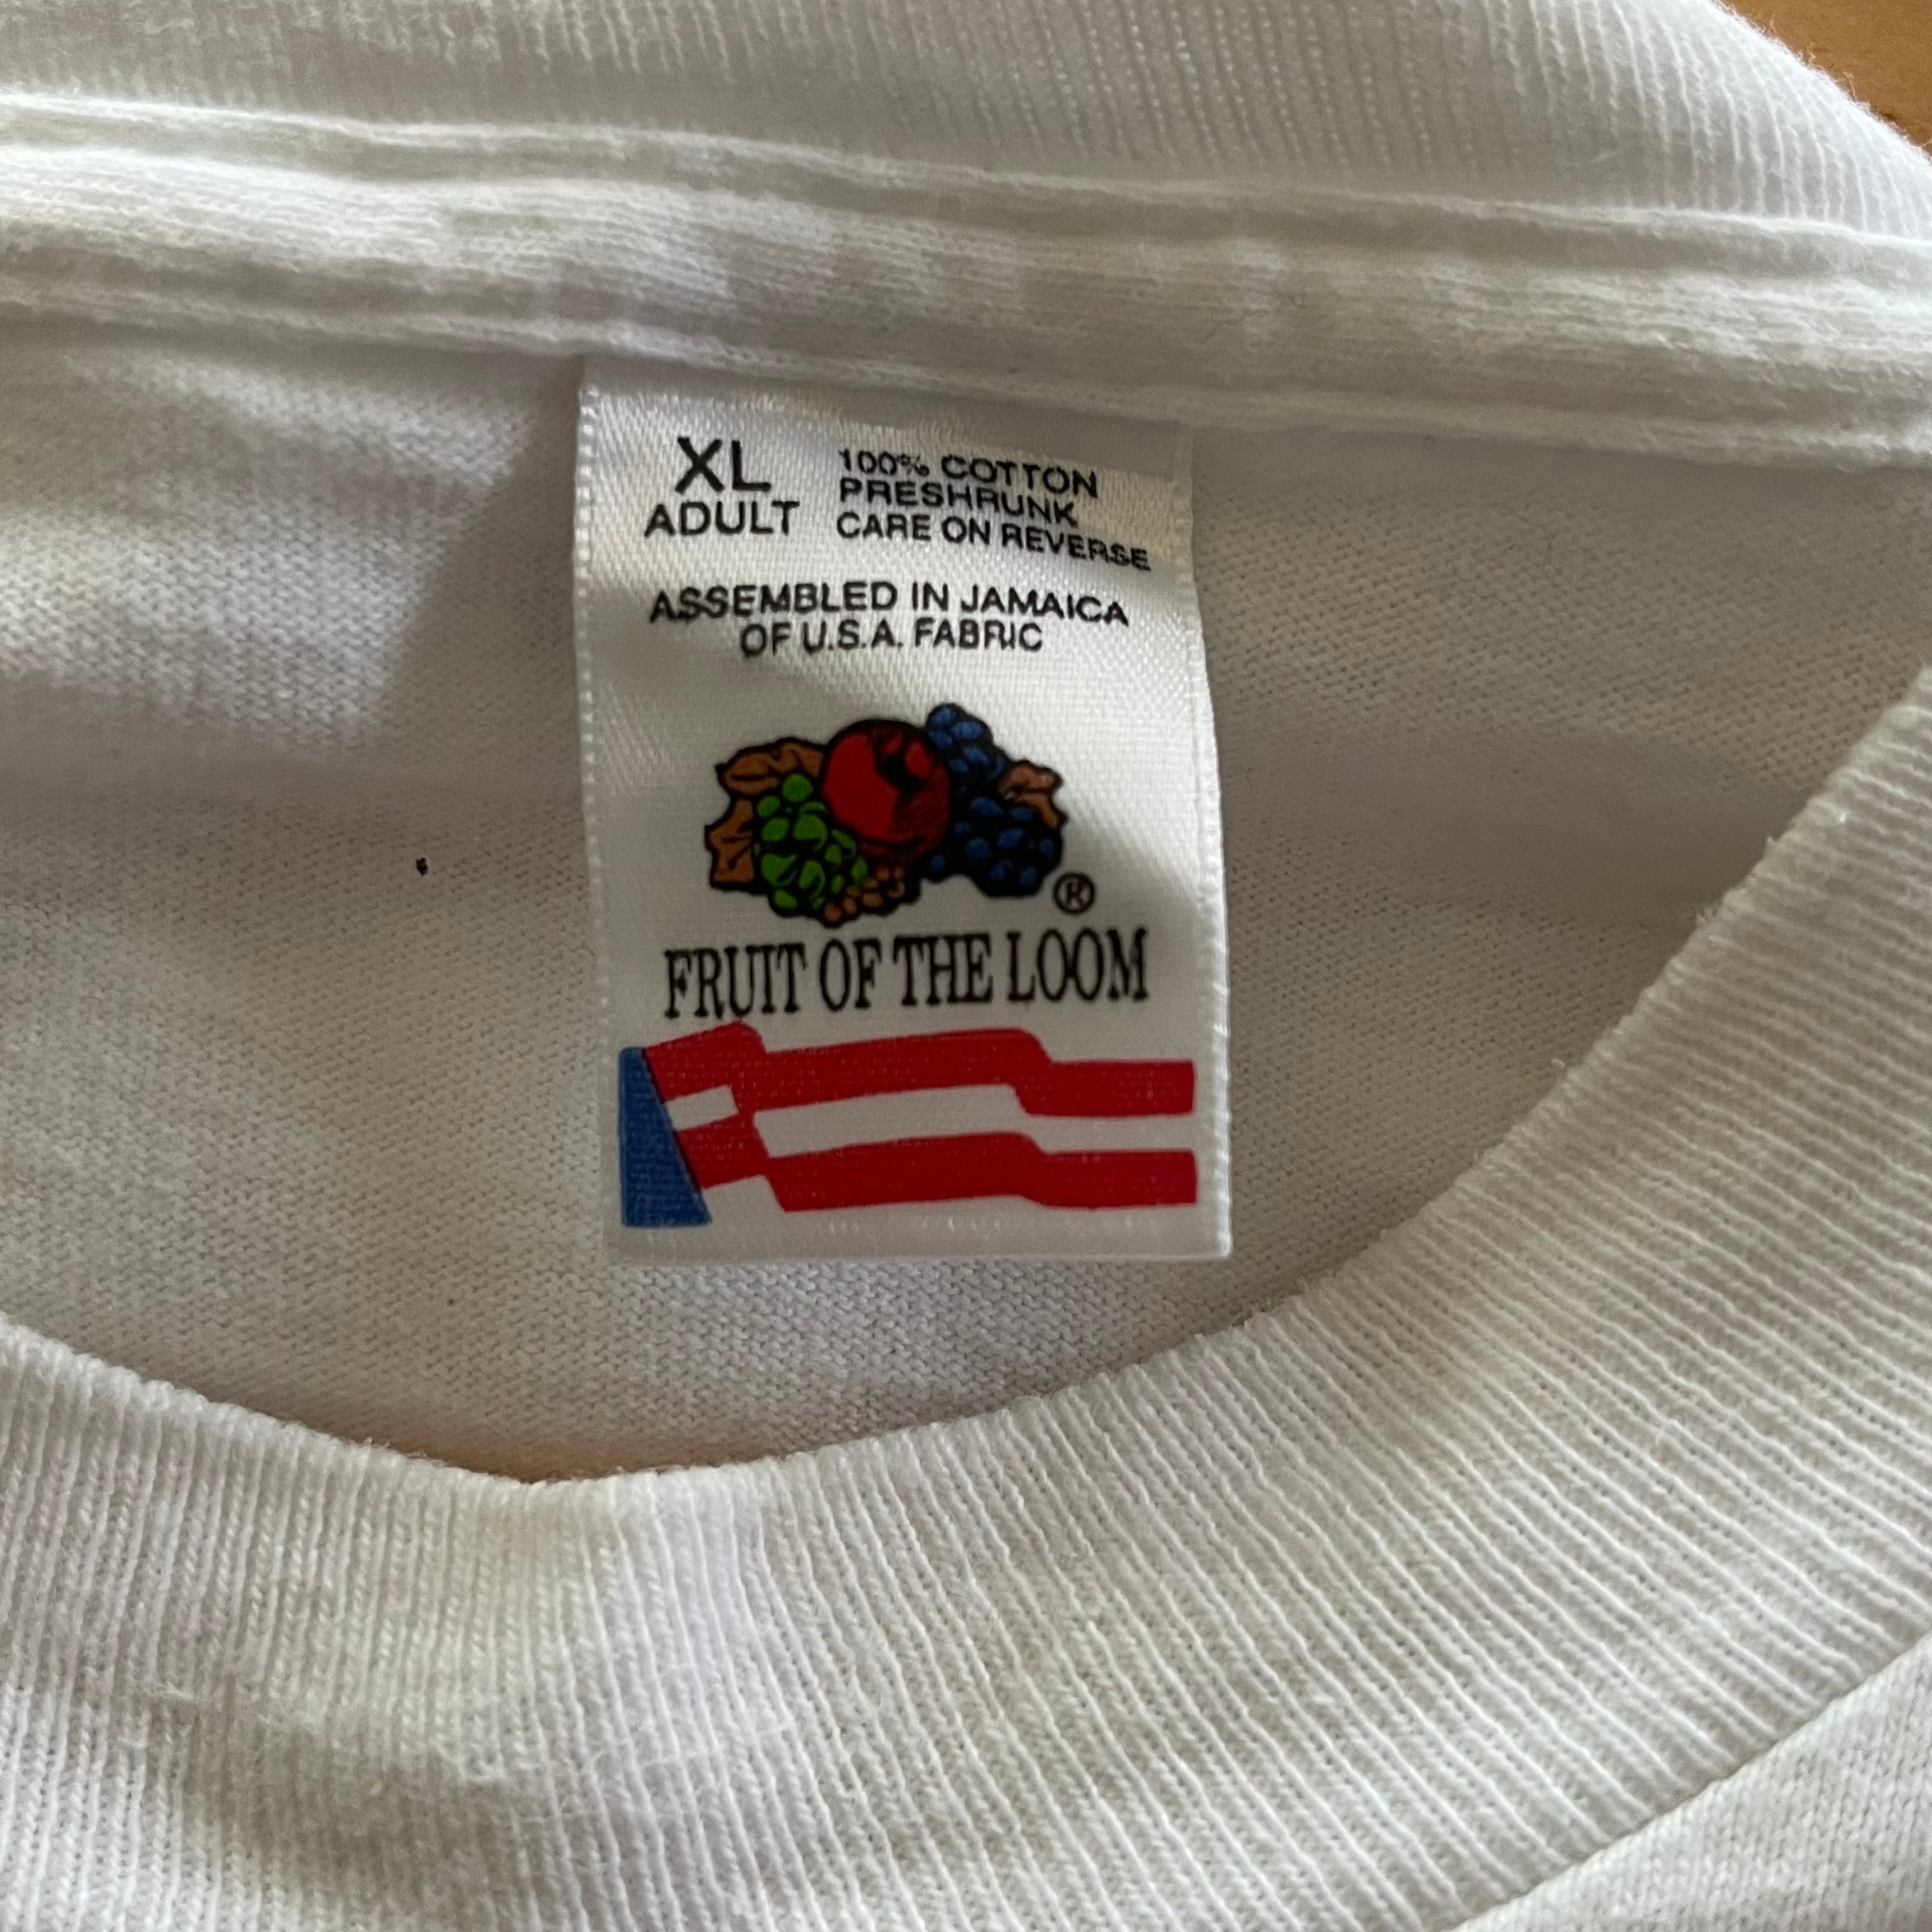 XL
ADULT
100% COTTON
PRESHRUNK
CARE ON REVERSE
ASSEMBLED IN JAMAICA
OF U.S.A. FABRIC
®
FRUIT OF THE LOOM